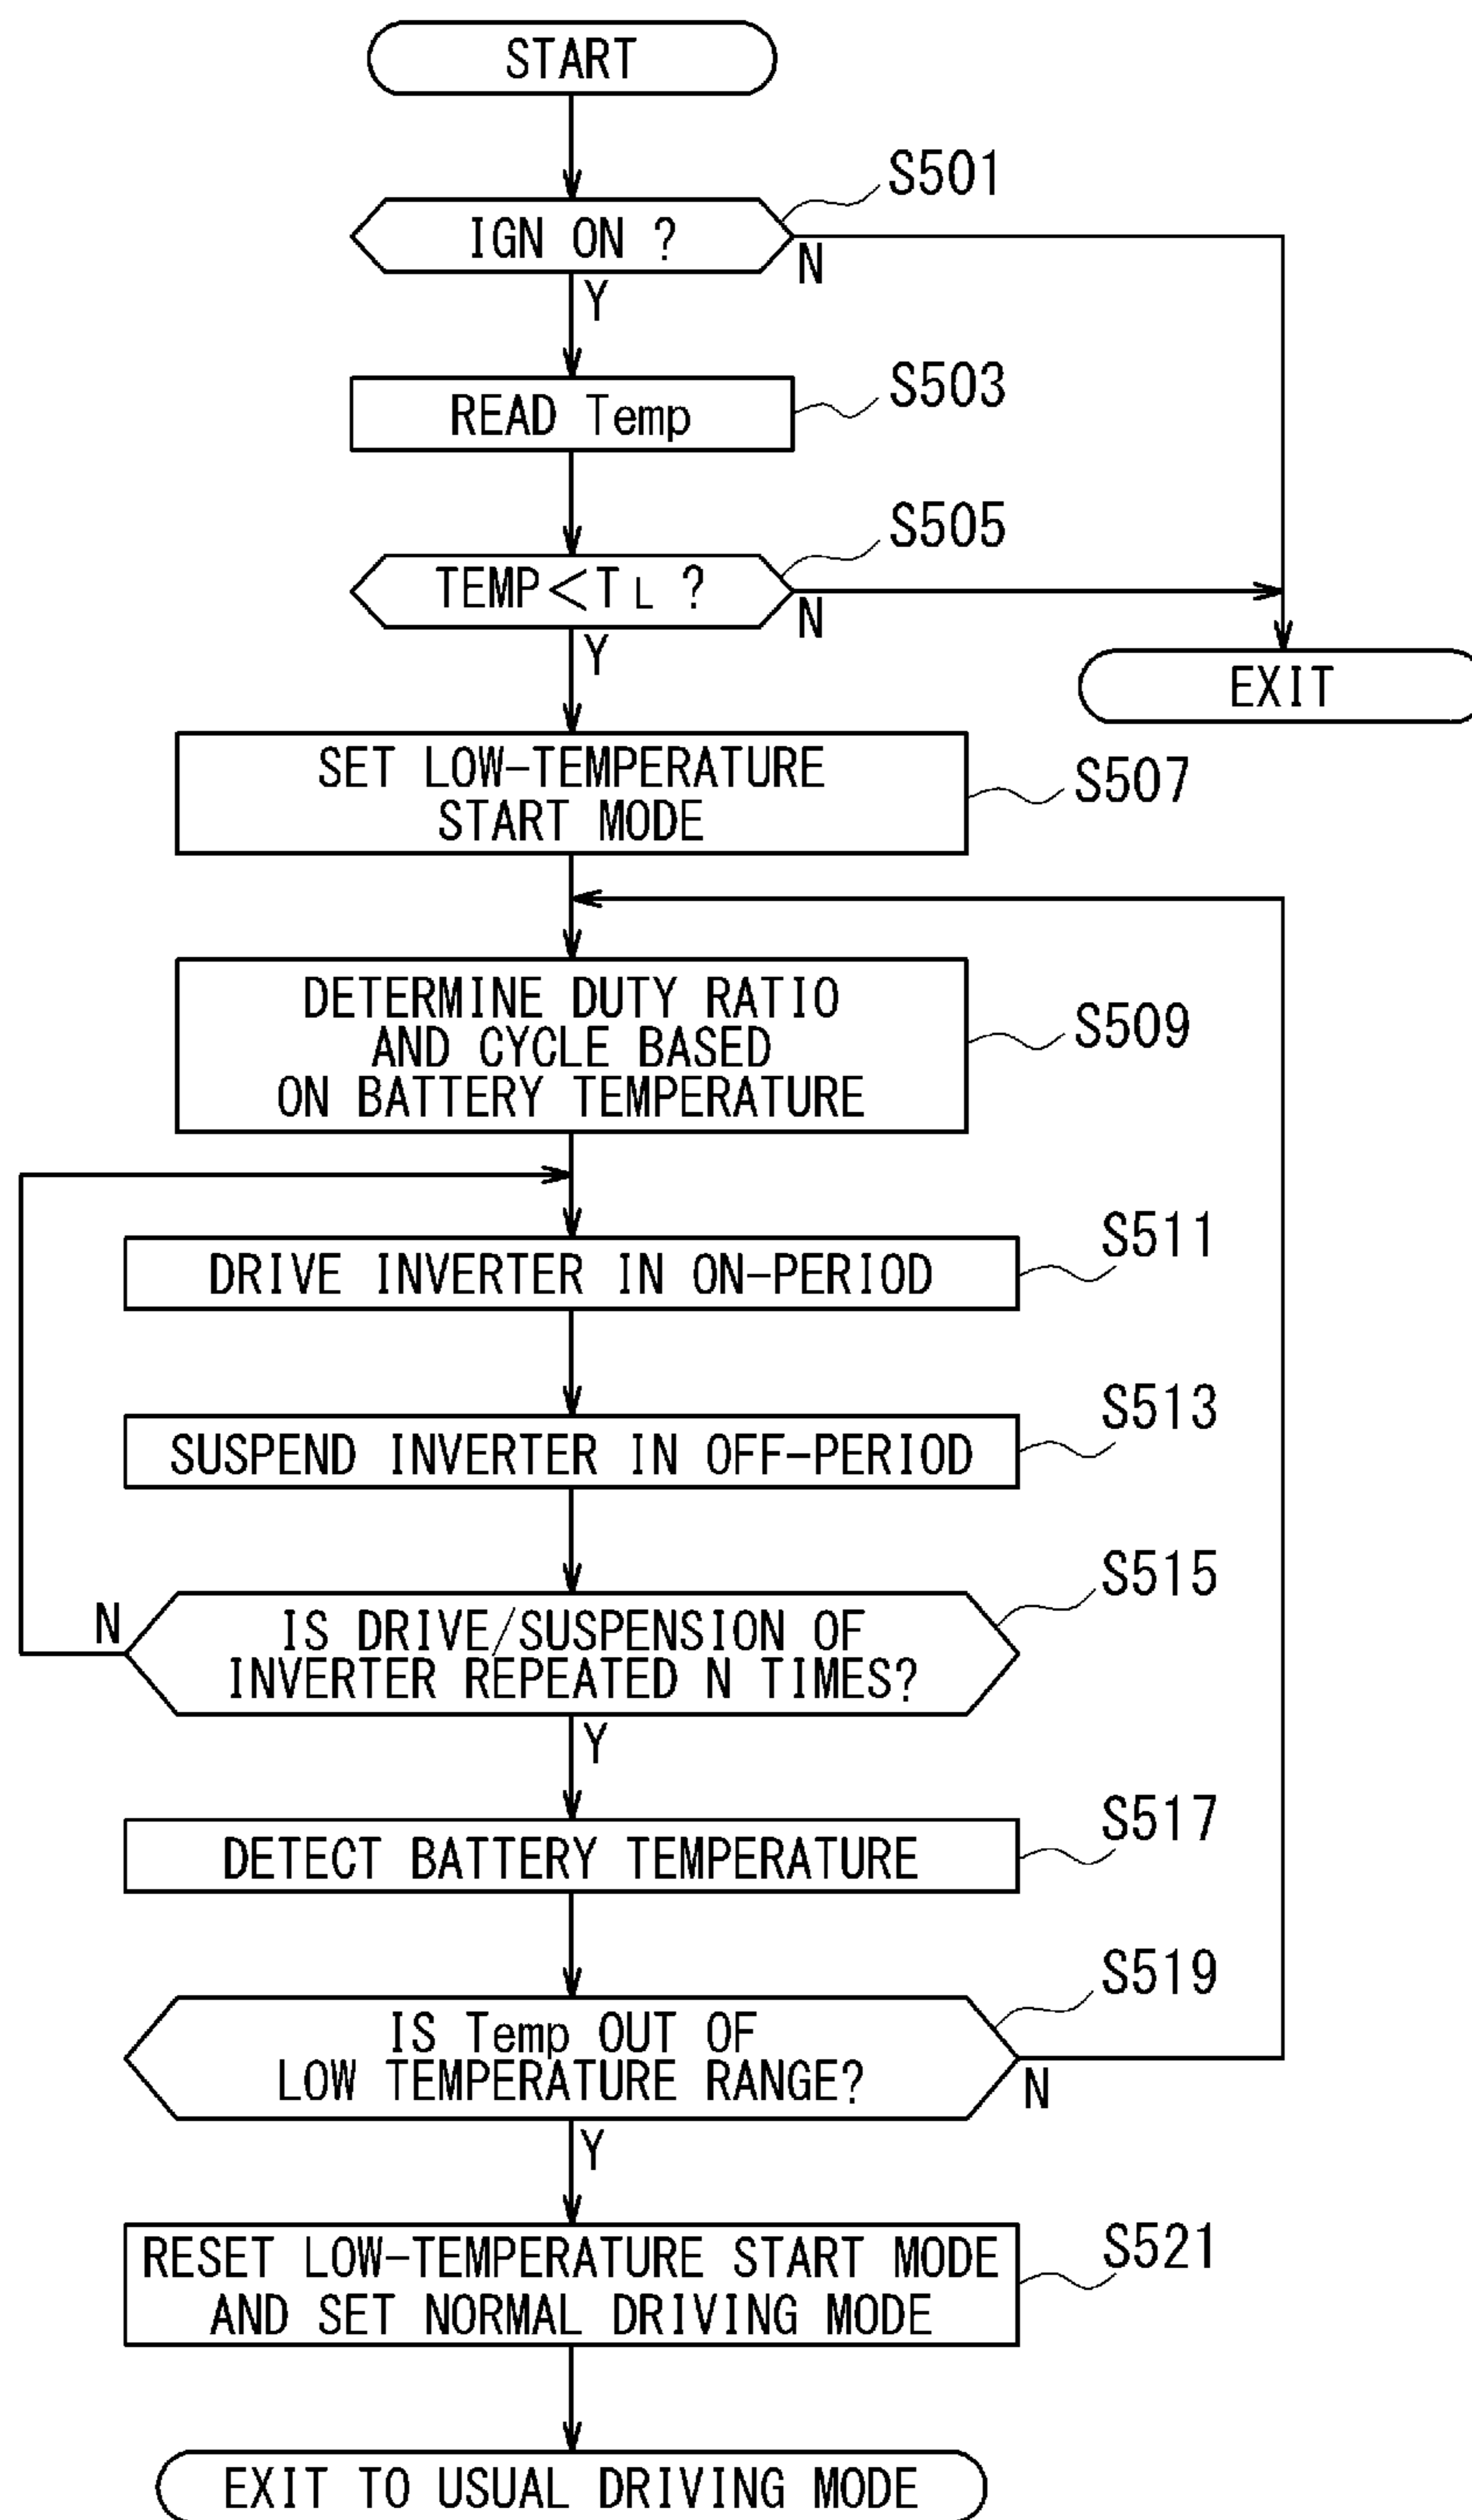 START
S501
IGN ON ?
N
Y
S503
READ Temp
S505
TEMP<TL ?
N
Y
EXIT
SET LOW-TEMPERATURE
START MODE
S507
DETERMINE DUTY RATIO
AND CYCLE BASED
ON BATTERY TEMPERATURE
S509
S511
DRIVE INVERTER IN ON-PERIOD
S513
SUSPEND INVERTER IN OFF-PERIOD
S515
N
IS DRIVE/SUSPENSION OF
INVERTER REPEATED N TIMES?
Y
S517
DETECT BATTERY TEMPERATURE
S519
IS Temp OUT OF
LOW TEMPERATURE RANGE?
N
Y
S521
RESET LOW-TEMPERATURE START MODE
AND SET NORMAL DRIVING MODE
EXIT TO USUAL DRIVING MODE